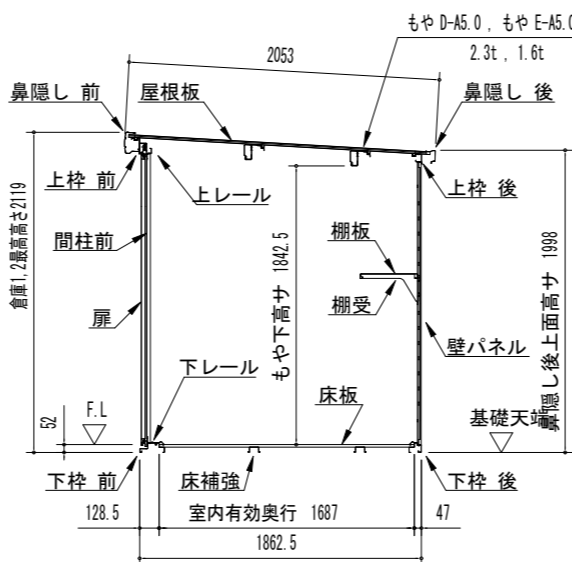 もや D-A5.0 , もや E-A5.0
2.3t , 1.6t
2053
鼻隠し 前
屋根板
鼻隠し 後
上枠 前
上レール
上枠 後
間柱前
棚板
棚受
扉
壁パネル
倉庫1,2最高高さ2119
もや下高サ 1842.5
鼻隠し後上面高サ 1998
下レール
床板
F.L
52
基礎天端
下枠 前
床補強
下枠 後
128.5
室内有効奥行 1687
47
1862.5